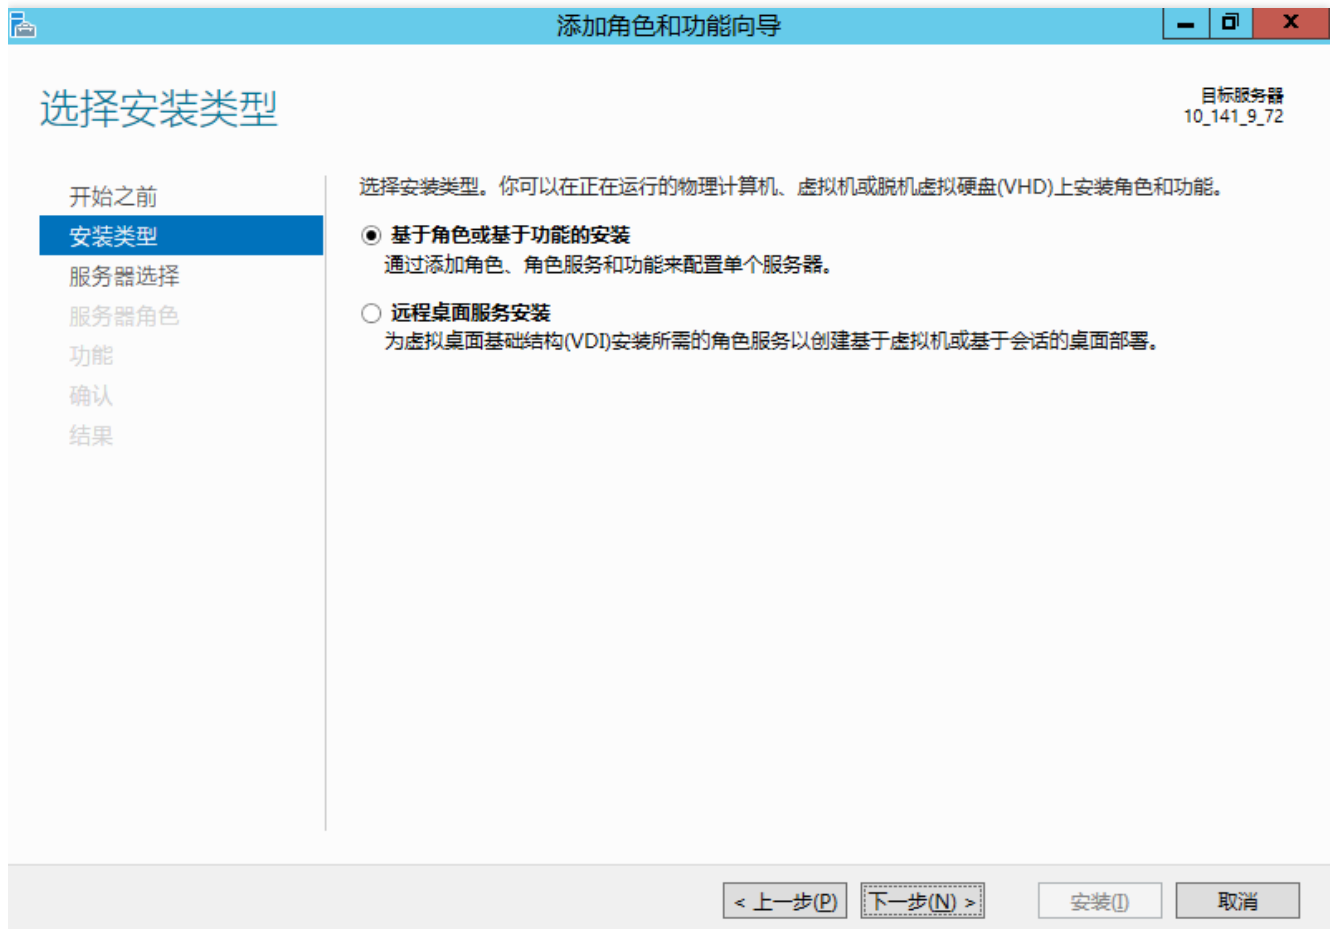 添加角色和功能向导
选择安装类型
目标服务器
10_141_9_72
开始之前
安装类型
服务器选择
服务器角色
功能
确认
结果
选择安装类型。你可以在正在运行的物理计算机、虚拟机或脱机虚拟硬盘(VHD)上安装角色和功能。
基于角色或基于功能的安装
通过添加角色、角色服务和功能来配置单个服务器。
远程桌面服务安装
为虚拟桌面基础结构(VDI)安装所需的角色服务以创建基于虚拟机或基于会话的桌面部署。
< 上一步(P)
下一步(N) >
安装(I)
取消